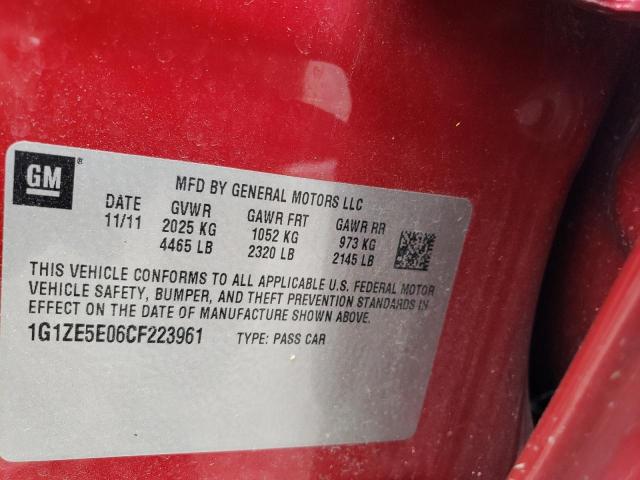 GM ®
MFD BY GENERAL MOTORS LLC
DATE GVWR GAWR FRT GAWR RR
11/11 2025 KG 1052 KG 973 KG
4465 LB 2320 LB 2145 LB
THIS VEHICLE CONFORMS TO ALL APPLICABLE U.S. FEDERAL MOTOR
VEHICLE SAFETY, BUMPER, AND THEFT PREVENTION STANDARDS IN
EFFECT ON THE DATE OF MANUFACTURE SHOWN ABOVE.
1G1ZE5E06CF223961 TYPE: PASS CAR